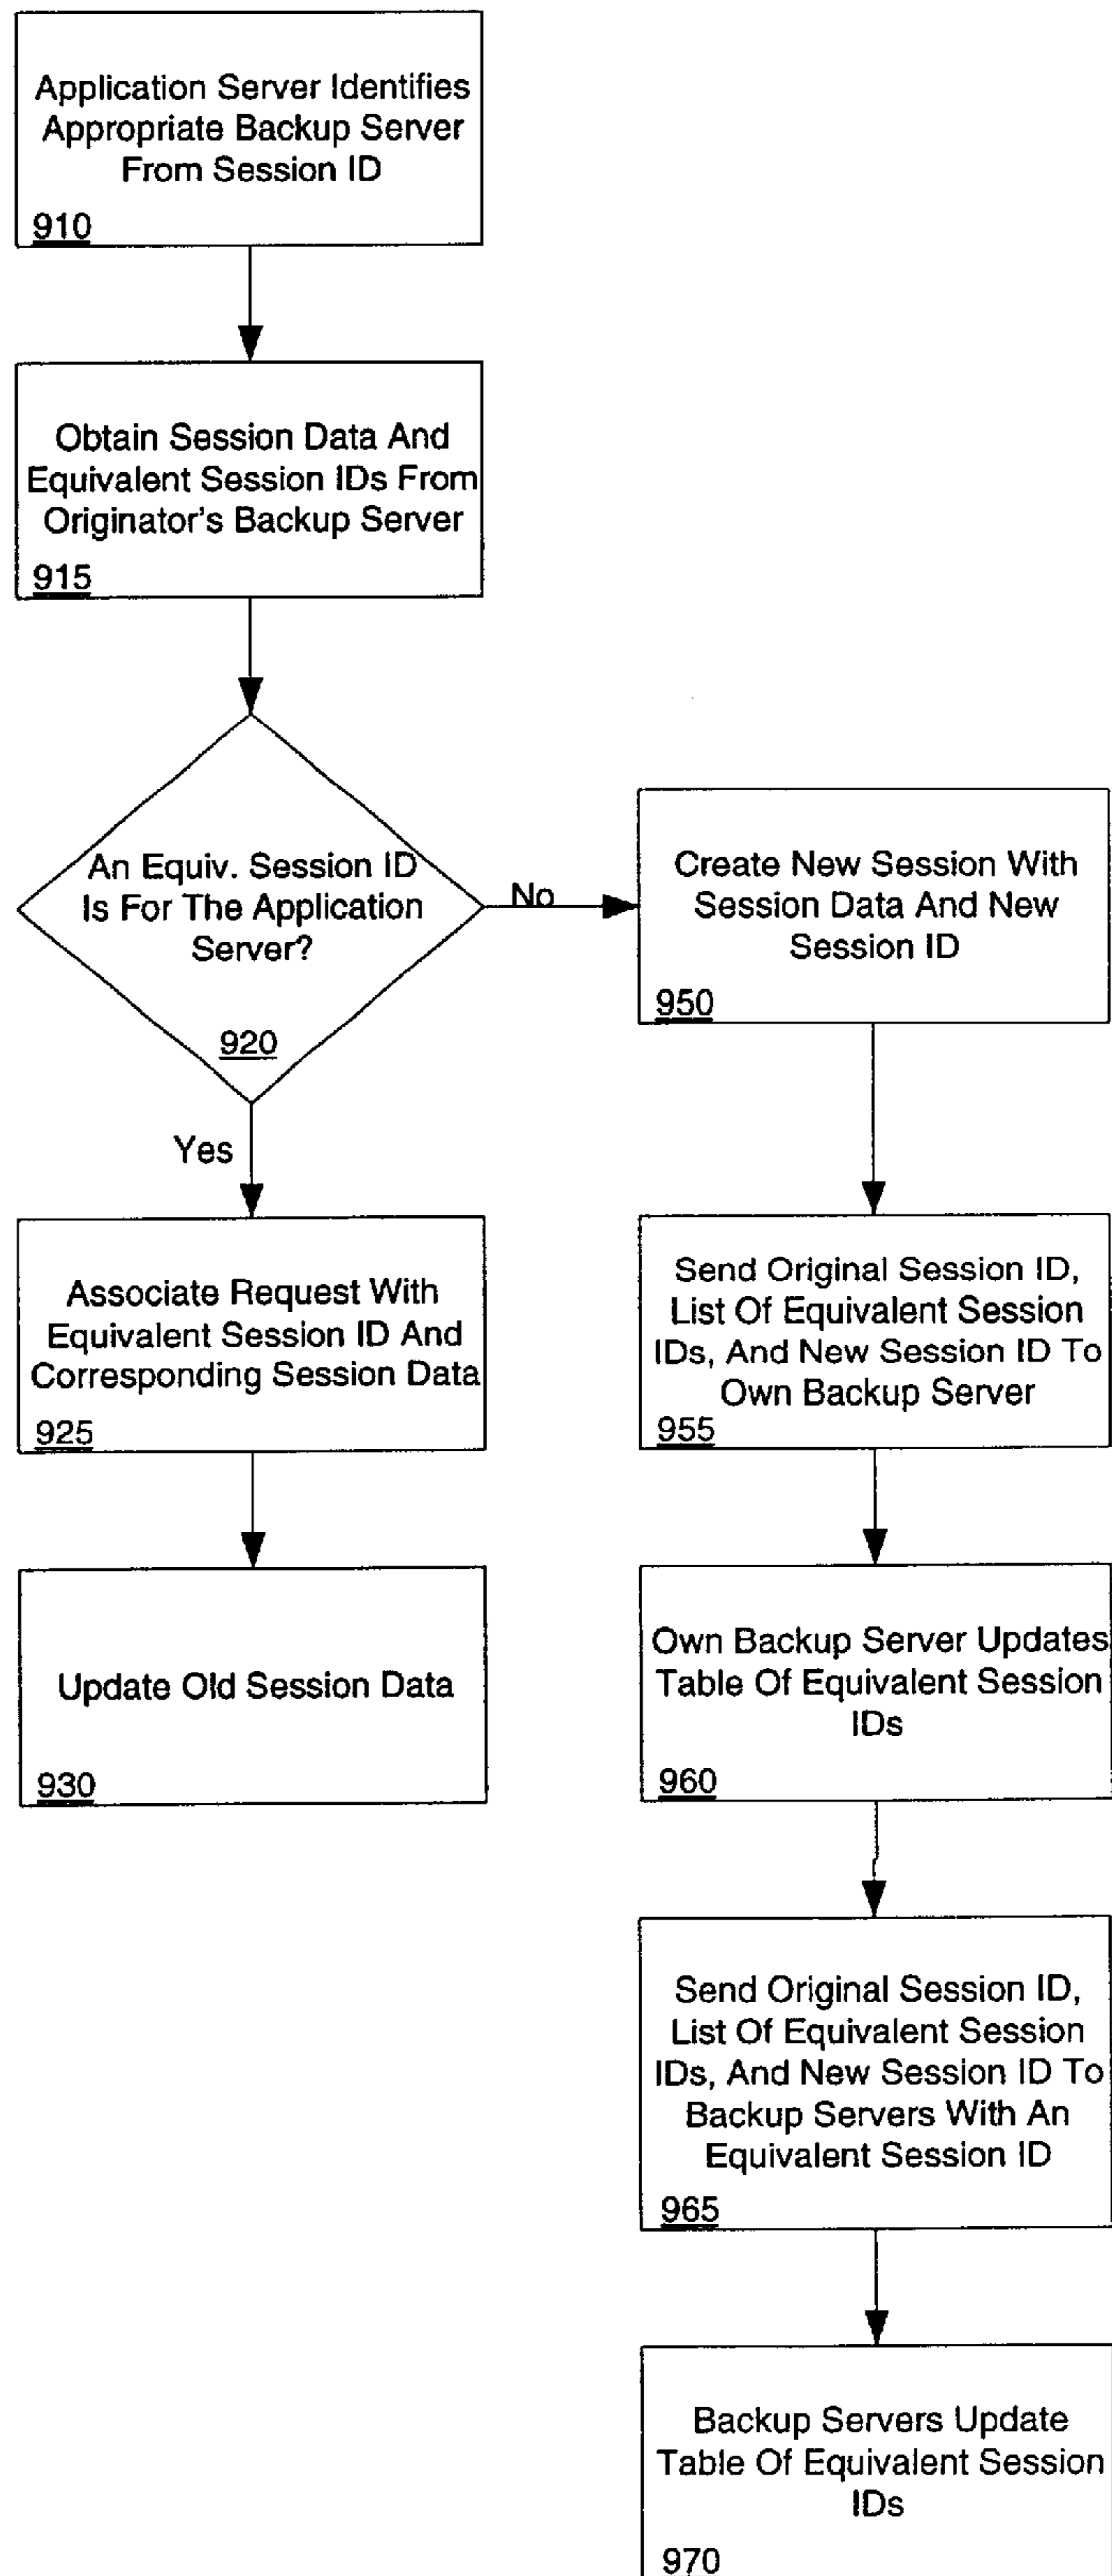 Application Server Identifies
Appropriate Backup Server
From Session ID
910
Obtain Session Data And
Equivalent Session IDs From
Originator's Backup Server
915
An Equiv. Session ID
Is For The Application
Server?
920
No
Yes
Create New Session With
Session Data And New
Session ID
950
Associate Request With
Equivalent Session ID And
Corresponding Session Data
925
Send Original Session ID,
List Of Equivalent Session
IDs, And New Session ID To
Own Backup Server
955
Update Old Session Data
930
Own Backup Server Updates
Table Of Equivalent Session
IDs
960
Send Original Session ID,
List Of Equivalent Session
IDs, And New Session ID To
Backup Servers With An
Equivalent Session ID
965
Backup Servers Update
Table Of Equivalent Session
IDs
970